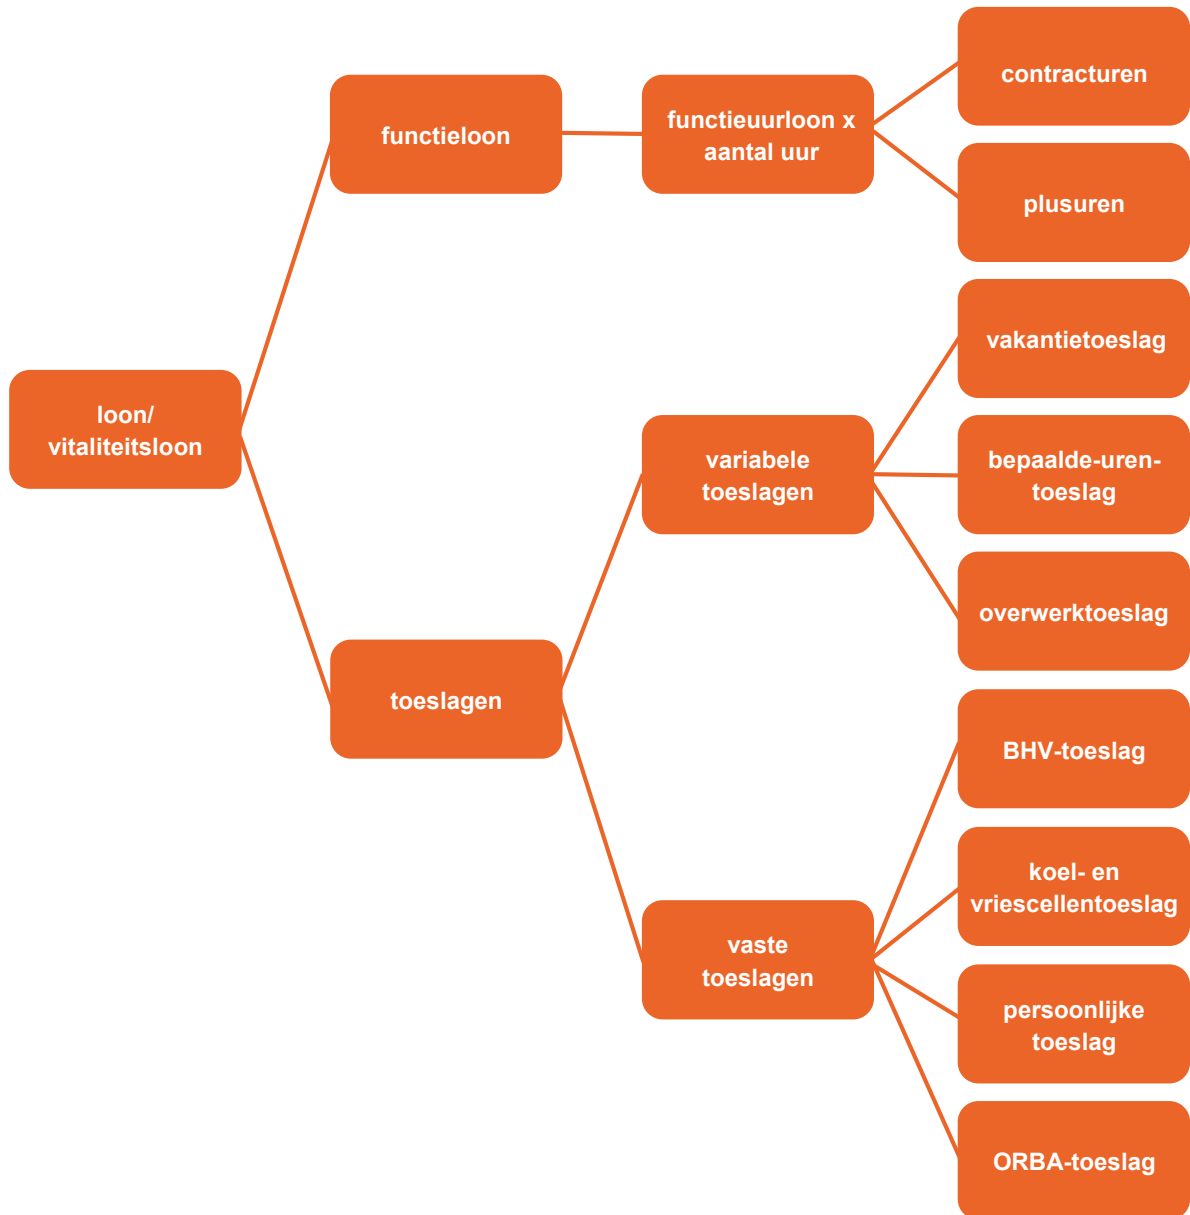 contracturen
functieloon
functieuurloon x
aantal uur
plusuren
vakantietoeslag
loon/
vitaliteitsloon
variabele
toeslagen
bepaalde-uren-
toeslag
overwerktoeslag
toeslagen
BHV-toeslag
koel- en
vriescellentoeslag
vaste
toeslagen
persoonlijke
toeslag
ORBA-toeslag